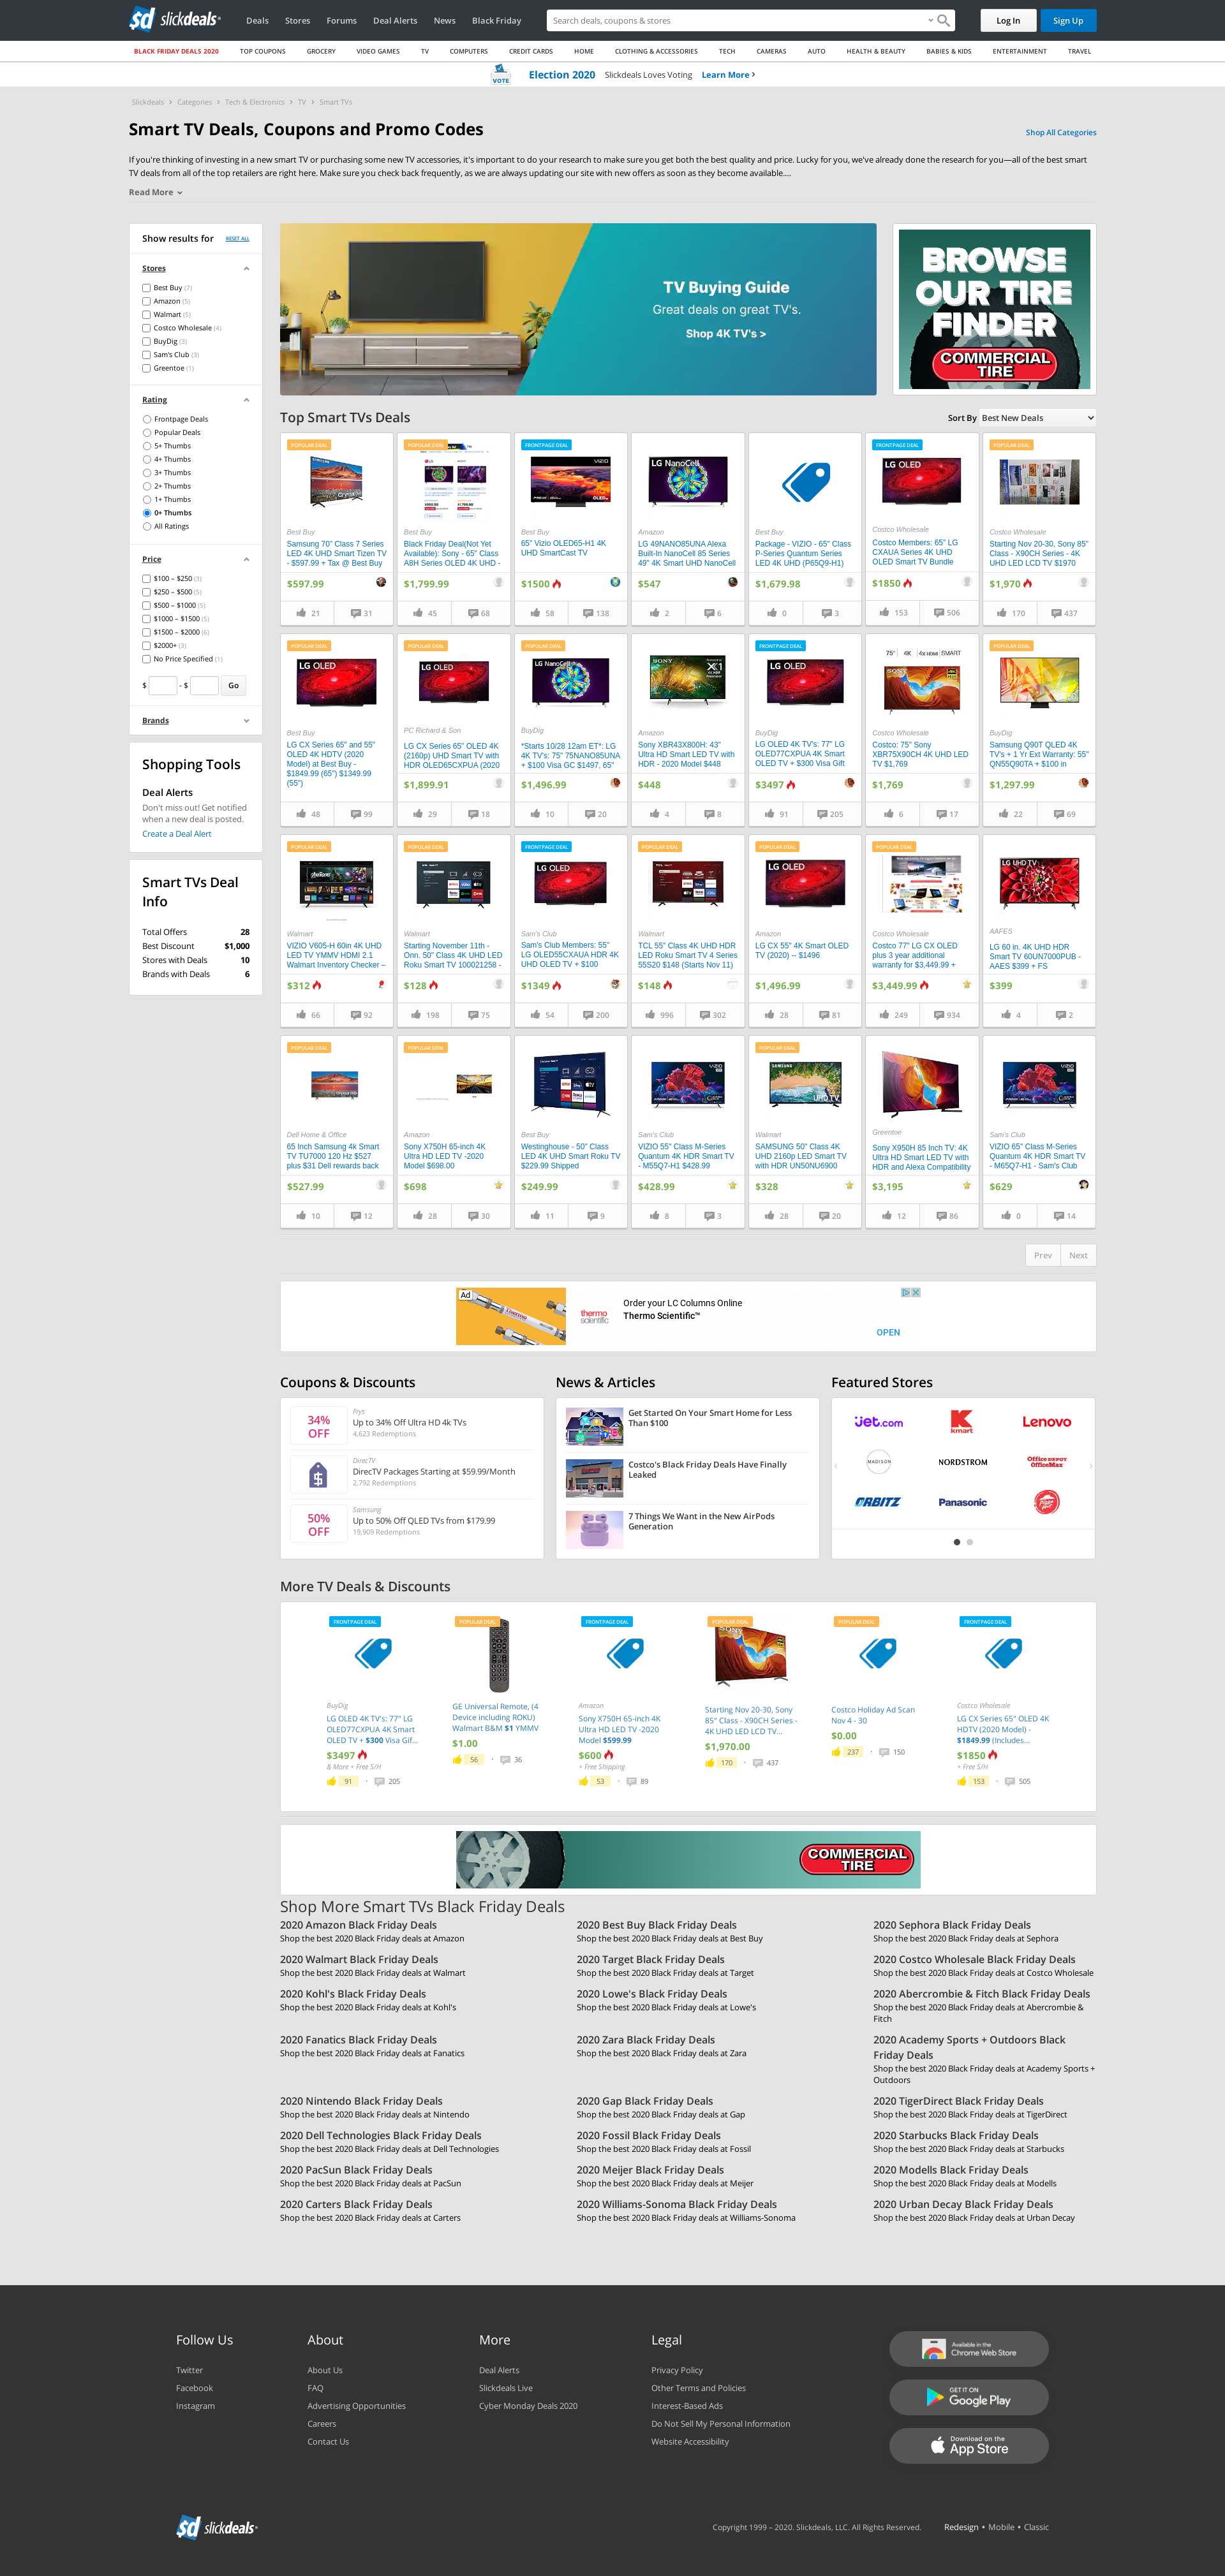 slickdeals
Deals
Stores
Forums
Deal Alerts
News
Black Friday
Search deals, coupons & stores
Log In
Sign Up
BLACK FRIDAY DEALS 2020
TOP COUPONS
GROCERY
VIDEO GAMES
TV
COMPUTERS
CREDIT CARDS
HOME
CLOTHING & ACCESSORIES
TECH
CAMERAS
AUTO
HEALTH & BEAUTY
BABIES & KIDS
ENTERTAINMENT
TRAVEL
VOTE
Election 2020 Slickdeals Loves Voting Learn More >
Slickdeals > Categories > Tech & Electronics > TV > Smart TVs
Smart TV Deals, Coupons and Promo Codes
Shop All Categories
If you're thinking of investing in a new smart TV or purchasing some new TV accessories, it's important to do your research to make sure you get both the best quality and price. Lucky for you, we've already done the research for you—all of the best smart
TV deals from all of the top retailers are right here. Make sure you check back frequently, as we are always updating our site with new offers as soon as they become available....
Read More
Show results for
RESET ALL
Stores
Best Buy (7)
Amazon (5)
Walmart (5)
Costco Wholesale (4)
BuyDig (3)
Sam's Club (3)
Greentoe (1)
Rating
Frontpage Deals
Popular Deals
5+ Thumbs
4+ Thumbs
3+ Thumbs
2+ Thumbs
1+ Thumbs
0+ Thumbs
All Ratings
Price
$100 – $250 (3)
$250 – $500 (5)
$500 – $1000 (5)
$1000 – $1500 (5)
$1500 – $2000 (6)
$2000+ (3)
No Price Specified (1)
$ - $ Go
Brands
Shopping Tools
Deal Alerts
Don't miss out! Get notified
when a new deal is posted.
Create a Deal Alert
Smart TVs Deal
Info
Total Offers 28
Best Discount $1,000
Stores with Deals 10
Brands with Deals 6
TV Buying Guide
Great deals on great TV's.
Shop 4K TV's >
BROWSE
OUR TIRE
FINDER
COMMERCIAL
TIRE
Top Smart TVs Deals
Sort By Best New Deals
POPULAR DEAL
Best Buy
Samsung 70" Class 7 Series
LED 4K UHD Smart Tizen TV
- $597.99 + Tax @ Best Buy
$597.99
21 31
POPULAR DEAL
Best Buy
Black Friday Deal(Not Yet
Available): Sony - 65" Class
A8H Series OLED 4K UHD -
$1,799.99
45 68
FRONTPAGE DEAL
Best Buy
65" Vizio OLED65-H1 4K
UHD SmartCast TV
$1500
58 138
LG NanoCell
Amazon
LG 49NANO85UNA Alexa
Built-In NanoCell 85 Series
49" 4K Smart UHD NanoCell
$547
2 6
Best Buy
Package - VIZIO - 65" Class
P-Series Quantum Series
LED 4K UHD (P65Q9-H1)
$1,679.98
0 3
FRONTPAGE DEAL
LG OLED
Costco Wholesale
Costco Members: 65" LG
CXAUA Series 4K UHD
OLED Smart TV Bundle
$1850
153 506
POPULAR DEAL
Costco Wholesale
Starting Nov 20-30, Sony 85"
Class - X90CH Series - 4K
UHD LED LCD TV $1970
$1,970
170 437
POPULAR DEAL
LG OLED
Best Buy
LG CX Series 65" and 55"
OLED 4K HDTV (2020
Model) at Best Buy -
$1849.99 (65") $1349.99
(55")
48 99
POPULAR DEAL
LG OLED
PC Richard & Son
LG CX Series 65" OLED 4K
(2160p) UHD Smart TV with
HDR OLED65CXPUA (2020
$1,899.91
29 18
POPULAR DEAL
LG NanoCell
BuyDig
*Starts 10/28 12am ET*: LG
4K TV's: 75" 75NANO85UNA
+ $100 Visa GC $1497, 65"
$1,496.99
10 20
SONY
X1
Amazon
Sony XBR43X800H: 43"
Ultra HD Smart LED TV with
HDR - 2020 Model $448
$448
4 8
FRONTPAGE DEAL
LG OLED
BuyDig
LG OLED 4K TV's: 77" LG
OLED77CXPUA 4K Smart
OLED TV + $300 Visa Gift
$3497
91 205
75" 4K HDR SMART
SONY
Costco Wholesale
Costco: 75" Sony
XBR75X90CH 4K UHD LED
TV $1,769
$1,769
6 17
POPULAR DEAL
BuyDig
Samsung Q90T QLED 4K
TV's + 1 Yr Ext Warranty: 55"
QN55Q90TA + $100 in
$1,297.99
22 69
POPULAR DEAL
Walmart
VIZIO V605-H 60in 4K UHD
LED TV YMMV HDMI 2.1
Walmart Inventory Checker –
$312
66 92
POPULAR DEAL
Walmart
Starting November 11th -
Onn. 50" Class 4K UHD LED
Roku Smart TV 100021258 -
$128
198 75
FRONTPAGE DEAL
LG OLED
Sam's Club
Sam's Club Members: 55"
LG OLED55CXAUA HDR 4K
UHD OLED TV + $100
$1349
54 200
POPULAR DEAL
Walmart
TCL 55" Class 4K UHD HDR
LED Roku Smart TV 4 Series
55S20 $148 (Starts Nov 11)
$148
996 302
POPULAR DEAL
LG OLED
Amazon
LG CX 55" 4K Smart OLED
TV (2020) -- $1496
$1,496.99
28 81
POPULAR DEAL
Costco Wholesale
Costco 77" LG CX OLED
plus 3 year additional
warranty for $3,449.99 +
$3,449.99
249 934
LG UHD TV
AAFES
LG 60 in. 4K UHD HDR
Smart TV 60UN7000PUB -
AAES $399 + FS
$399
4 2
POPULAR DEAL
Dell Home & Office
65 Inch Samsung 4k Smart
TV TU7000 120 Hz $527
plus $31 Dell rewards back
$527.99
10 12
POPULAR DEAL
Amazon
Sony X750H 65-inch 4K
Ultra HD LED TV -2020
Model $698.00
$698
28 30
Best Buy
Westinghouse - 50" Class
LED 4K UHD Smart Roku TV
$229.99 Shipped
$249.99
11 9
VIZIO
Sam's Club
VIZIO 55" Class M-Series
Quantum 4K HDR Smart TV
- M55Q7-H1 $428.99
$428.99
8 3
POPULAR DEAL
SAMSUNG
UHD TV
Walmart
SAMSUNG 50" Class 4K
UHD 2160p LED Smart TV
with HDR UN50NU6900
$328
28 20
Greentoe
Sony X950H 85 Inch TV: 4K
Ultra HD Smart LED TV with
HDR and Alexa Compatibility
$3,195
12 86
VIZIO
Sam's Club
VIZIO 65" Class M-Series
Quantum 4K HDR Smart TV
- M65Q7-H1 - Sam's Club
$629
0 14
Prev Next
Ad
thermo
scientific
Order your LC Columns Online
Thermo Scientific™
OPEN
Coupons & Discounts
34%
OFF
Frys
Up to 34% Off Ultra HD 4k TVs
4,623 Redemptions
DirecTV
DirecTV Packages Starting at $59.99/Month
2,792 Redemptions
50%
OFF
Samsung
Up to 50% Off QLED TVs from $179.99
19,909 Redemptions
News & Articles
Get Started On Your Smart Home for Less
Than $100
Costco's Black Friday Deals Have Finally
Leaked
7 Things We Want in the New AirPods
Generation
Featured Stores
jet.com
kmart
Lenovo
MADISON
NORDSTROM
Office DEPOT
OfficeMax
ORBITZ
Panasonic
Pizza Hut
More TV Deals & Discounts
FRONTPAGE DEAL
BuyDig
LG OLED 4K TV's: 77" LG
OLED77CXPUA 4K Smart
OLED TV + $300 Visa Gif...
$3497
& More + Free S/H
91 · 205
POPULAR DEAL
GE Universal Remote, (4
Device including ROKU)
Walmart B&M $1 YMMV
$1.00
56 · 36
FRONTPAGE DEAL
Amazon
Sony X750H 65-inch 4K
Ultra HD LED TV -2020
Model $599.99
$600
+ Free Shipping
53 · 89
POPULAR DEAL
SONY
Starting Nov 20-30, Sony
85" Class - X90CH Series -
4K UHD LED LCD TV...
$1,970.00
170 · 437
POPULAR DEAL
Costco Holiday Ad Scan
Nov 4 - 30
$0.00
237 · 150
FRONTPAGE DEAL
Costco Wholesale
LG CX Series 65" OLED 4K
HDTV (2020 Model) -
$1849.99 (Includes...
$1850
+ Free S/H
153 · 505
COMMERCIAL
TIRE
Shop More Smart TVs Black Friday Deals
2020 Amazon Black Friday Deals
Shop the best 2020 Black Friday deals at Amazon
2020 Best Buy Black Friday Deals
Shop the best 2020 Black Friday deals at Best Buy
2020 Sephora Black Friday Deals
Shop the best 2020 Black Friday deals at Sephora
2020 Walmart Black Friday Deals
Shop the best 2020 Black Friday deals at Walmart
2020 Target Black Friday Deals
Shop the best 2020 Black Friday deals at Target
2020 Costco Wholesale Black Friday Deals
Shop the best 2020 Black Friday deals at Costco Wholesale
2020 Kohl's Black Friday Deals
Shop the best 2020 Black Friday deals at Kohl's
2020 Lowe's Black Friday Deals
Shop the best 2020 Black Friday deals at Lowe's
2020 Abercrombie & Fitch Black Friday Deals
Shop the best 2020 Black Friday deals at Abercrombie &
Fitch
2020 Fanatics Black Friday Deals
Shop the best 2020 Black Friday deals at Fanatics
2020 Zara Black Friday Deals
Shop the best 2020 Black Friday deals at Zara
2020 Academy Sports + Outdoors Black
Friday Deals
Shop the best 2020 Black Friday deals at Academy Sports +
Outdoors
2020 Nintendo Black Friday Deals
Shop the best 2020 Black Friday deals at Nintendo
2020 Gap Black Friday Deals
Shop the best 2020 Black Friday deals at Gap
2020 TigerDirect Black Friday Deals
Shop the best 2020 Black Friday deals at TigerDirect
2020 Dell Technologies Black Friday Deals
Shop the best 2020 Black Friday deals at Dell Technologies
2020 Fossil Black Friday Deals
Shop the best 2020 Black Friday deals at Fossil
2020 Starbucks Black Friday Deals
Shop the best 2020 Black Friday deals at Starbucks
2020 PacSun Black Friday Deals
Shop the best 2020 Black Friday deals at PacSun
2020 Meijer Black Friday Deals
Shop the best 2020 Black Friday deals at Meijer
2020 Modells Black Friday Deals
Shop the best 2020 Black Friday deals at Modells
2020 Carters Black Friday Deals
Shop the best 2020 Black Friday deals at Carters
2020 Williams-Sonoma Black Friday Deals
Shop the best 2020 Black Friday deals at Williams-Sonoma
2020 Urban Decay Black Friday Deals
Shop the best 2020 Black Friday deals at Urban Decay
Follow Us
Twitter
Facebook
Instagram
About
About Us
FAQ
Advertising Opportunities
Careers
Contact Us
More
Deal Alerts
Slickdeals Live
Cyber Monday Deals 2020
Legal
Privacy Policy
Other Terms and Policies
Interest-Based Ads
Do Not Sell My Personal Information
Website Accessibility
Available in the
Chrome Web Store
GET IT ON
Google Play
Download on the
App Store
slickdeals
Copyright 1999 – 2020. Slickdeals, LLC. All Rights Reserved.
Redesign • Mobile • Classic